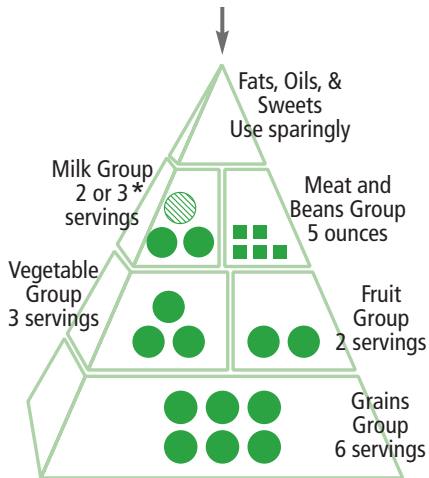 Fats, Oils, &
Sweets
Use sparingly
Milk Group
2 or 3*
servings
Meat and
Beans Group
5 ounces
Vegetable
Group
3 servings
Fruit
Group
2 servings
Grains
Group
6 servings